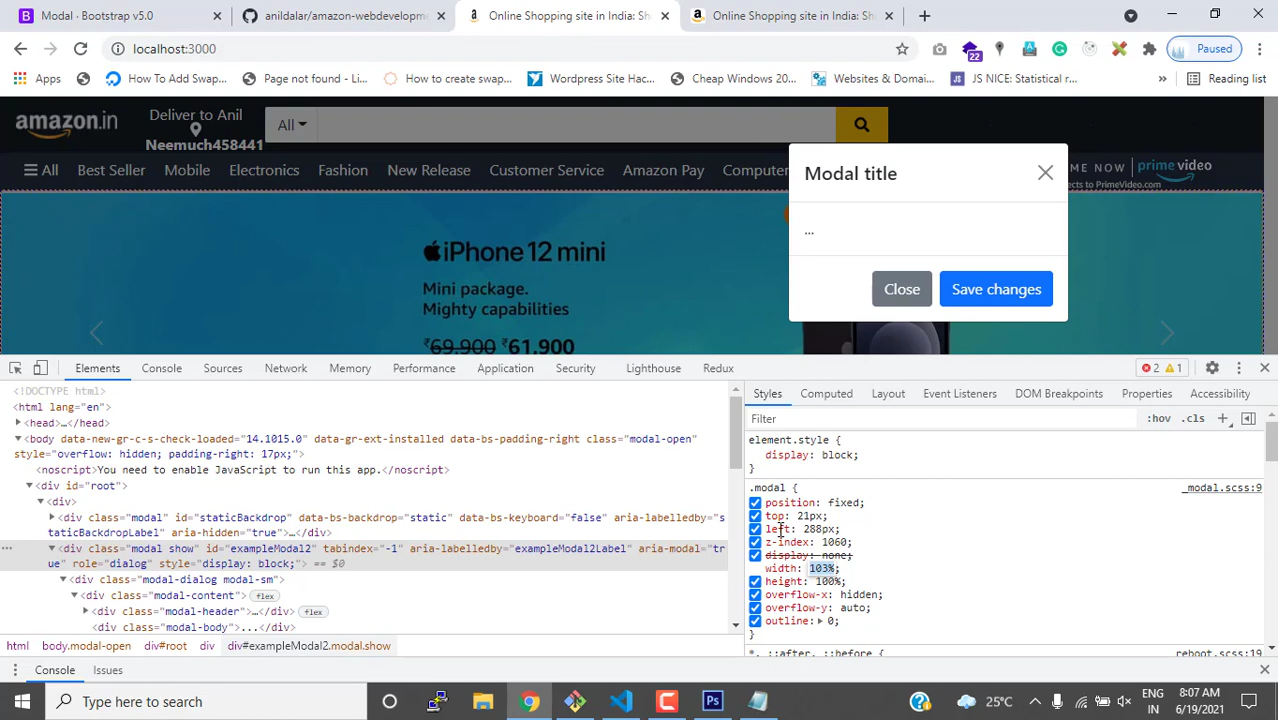 Modal · Bootstrap v5.0
anildalar/amazon-webdevelopme
Online Shopping site in India: Sh
Online Shopping site in India: Sh
localhost:3000
22
Paused
Apps
How To Add Swap...
Page not found - Li...
How to create swap...
Wordpress Site Hac...
Cheap Windows 20...
Websites & Domai...
JS NICE: Statistical r...
»
Reading list
amazon.in
Deliver to Anil
Neemuch458441
All
All
Best Seller
Mobile
Electronics
Fashion
New Release
Customer Service
Amazon Pay
Computer
prime video
Modal title
...
Close
Save changes
iPhone 12 mini
Mini package.
Mighty capabilities
₹69,900 ₹61,900
Elements
Console
Sources
Network
Performance
Memory
Application
Security
Lighthouse
Redux
2
1
<!DOCTYPE html>
<html lang="en">
<head>…</head>
<body data-new-gr-c-s-check-loaded="14.1015.0" data-gr-ext-installed data-bs-padding-right class="modal-open"
style="overflow: hidden; padding-right: 17px;">
<noscript>You need to enable JavaScript to run this app.</noscript>
<div id="root">
<div>
<div class="modal" id="staticBackdrop" data-bs-backdrop="static" data-bs-keyboard="false" aria-labelledby="s
taticBackdropLabel" aria-hidden="true">…</div>
<div class="modal show" id="exampleModal2" tabindex="-1" aria-labelledby="exampleModal2Label" aria-modal="tr
ue" role="dialog" style="display: block;"> == $0
<div class="modal-dialog modal-sm">
<div class="modal-content"> flex
<div class="modal-header">…</div> flex
<div class="modal-body">...</div>
html
body.modal-open
div#root
div
div#exampleModal2.modal.show
Styles
Computed
Layout
Event Listeners
DOM Breakpoints
Properties
Accessibility
Filter
:hov
.cls
element.style {
display: block;
}
.modal {
_modal.scss:9
position: fixed;
top: 21px;
left: 288px;
z-index: 1060;
display: none;
width: 103%;
height: 100%;
overflow-x: hidden;
overflow-y: auto;
outline: 0;
}
*, ::after, ::before {
reboot.scss:19
Console
Issues
Type here to search
25°C
ENG
IN
8:07 AM
6/19/2021